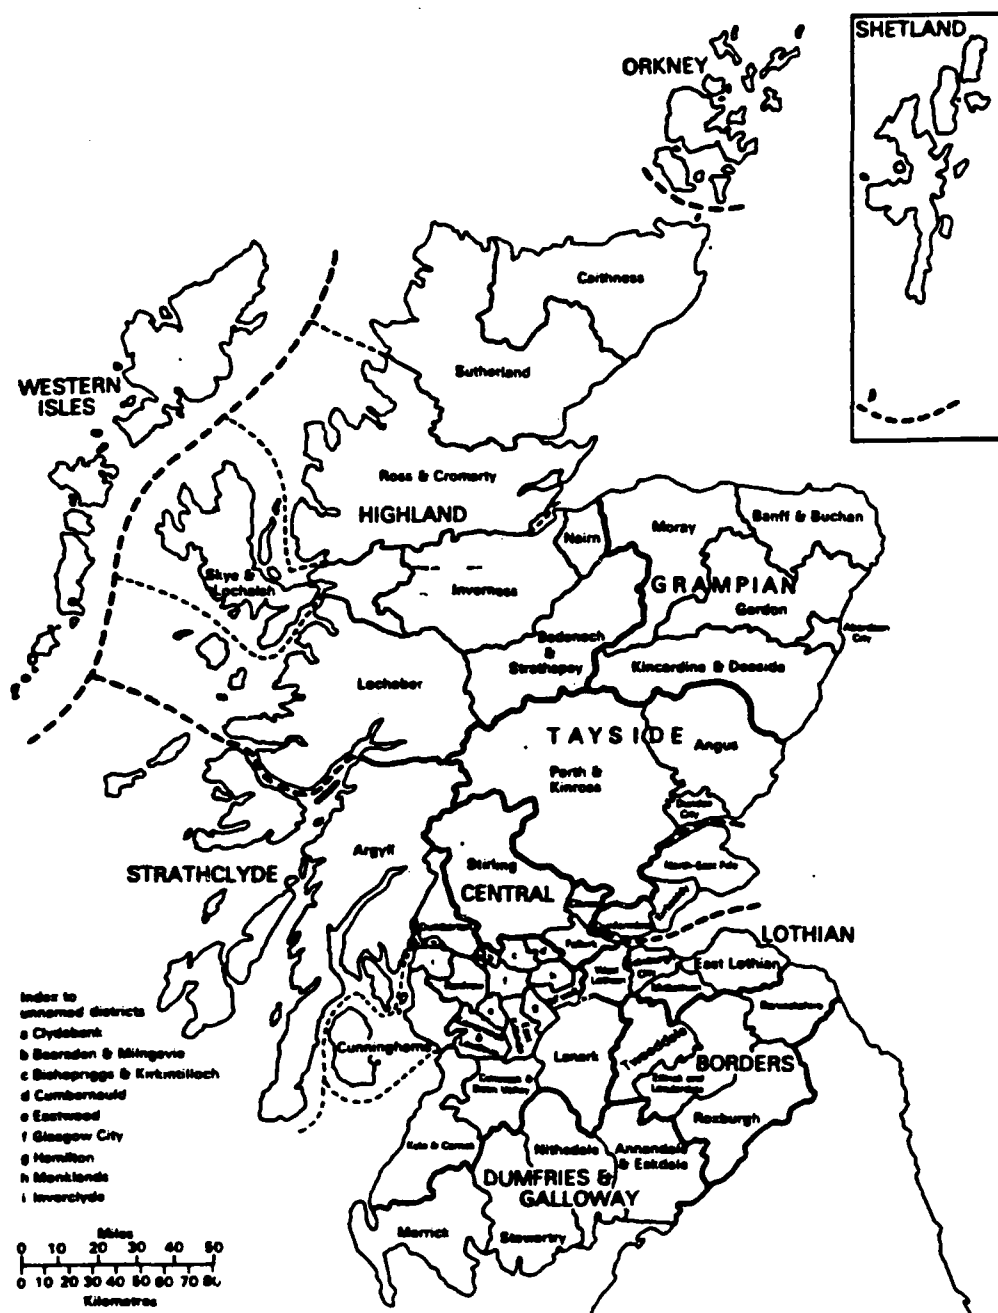 ORKNEY
SHETLAND
Caithness
Sutherland
WESTERN
ISLES
Ross & Cromarty
HIGHLAND
Nairn
Moray
Banff & Buchan
GRAMPIAN
Gordon
Skye &
Lochalsh
Inverness
Badenoch
&
Strathspey
Aberdeen
City
Kincardine & Deeside
Lochaber
TAYSIDE
Angus
Perth &
Kinross
Dundee
City
North-East Fife
Argyll
STRATHCLYDE
Stirling
CENTRAL
Falkirk
LOTHIAN
West
Lothian
East Lothian
Berwickshire
Cunninghame
Lanark
Tweeddale
BORDERS
Roxburgh
Kyle & Carrick
Nithsdale
Annandale
& Eskdale
DUMFRIES &
GALLOWAY
Merrick
Stewartry
Index to
unnamed districts
a Clydebank
b Bearsden & Milngavie
c Bishopriggs & Kirkintilloch
d Cumbernauld
e Eastwood
f Glasgow City
g Hamilton
h Monklands
i Inverclyde
Miles
0 10 20 30 40 50
0 10 20 30 40 50 60 70 80
Kilometres